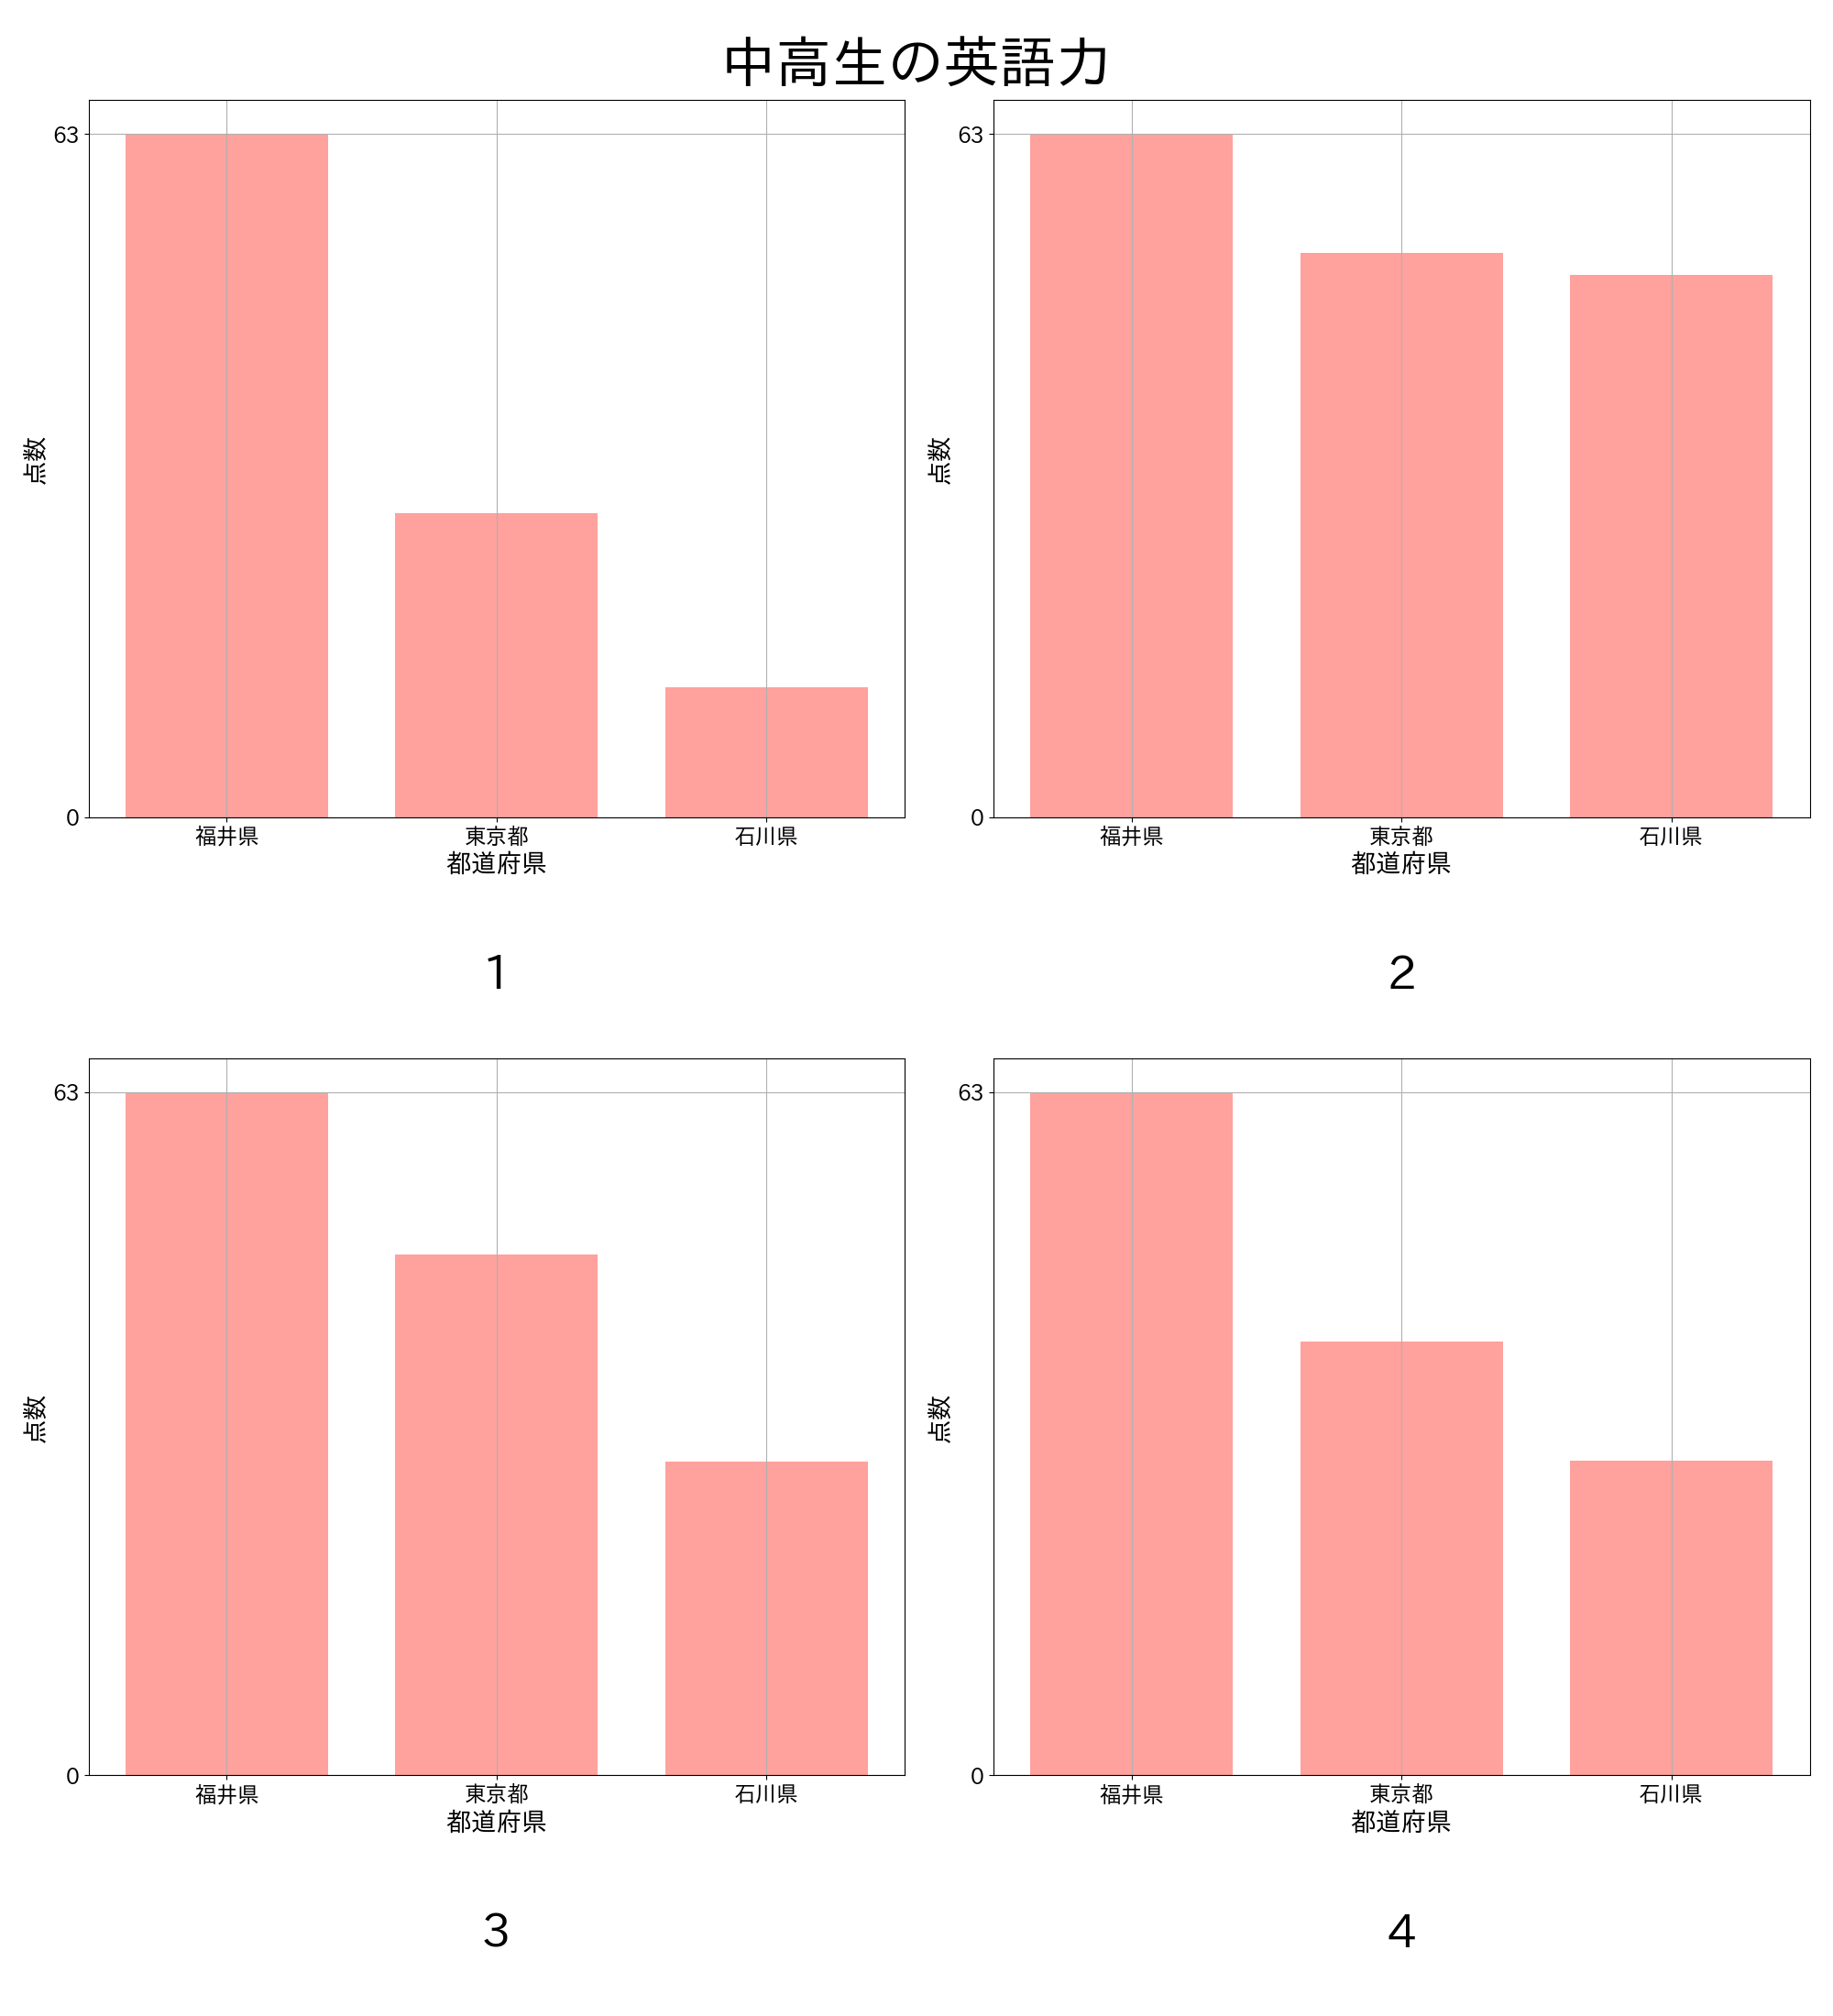 中高生の英語力
63
0
点数
福井県 東京都 石川県
都道府県
1
63
0
点数
福井県 東京都 石川県
都道府県
2
63
0
点数
福井県 東京都 石川県
都道府県
3
63
0
点数
福井県 東京都 石川県
都道府県
4